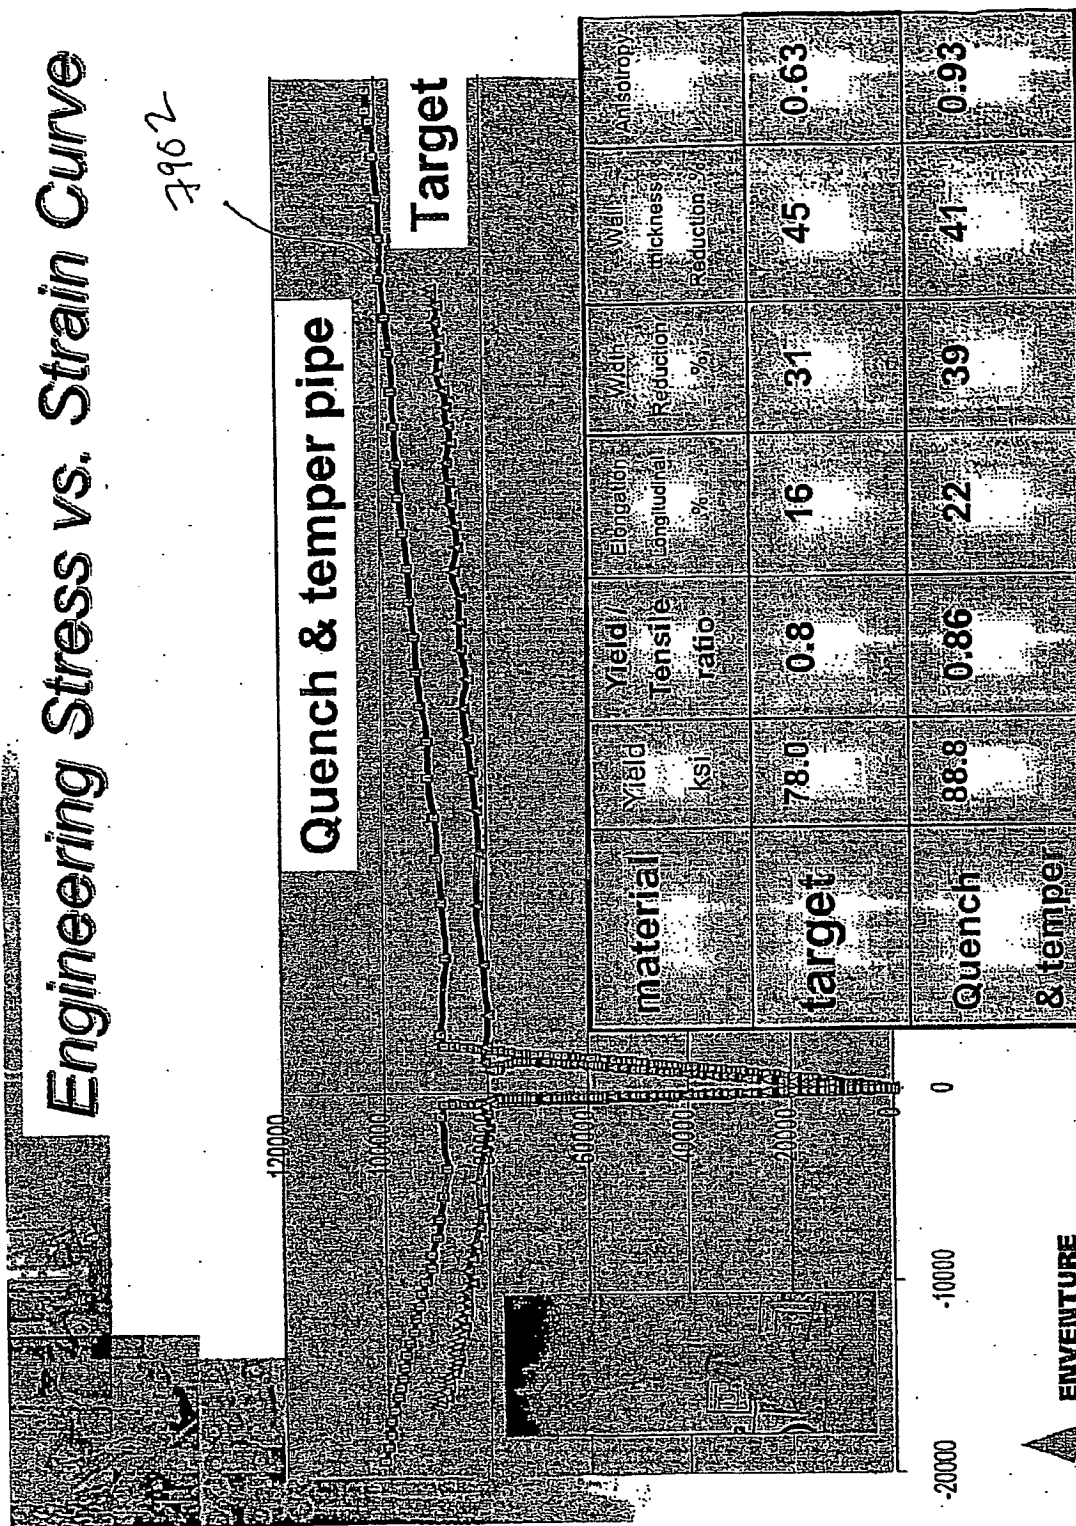 Engineering Stress vs. Strain Curve
7902
Quench & temper pipe
Target
120000
100000
60000
40000
20000
0
-20000
-10000
0
material
Yield
ksi
Yield /
Tensile
ratio
Elongation
Longitudinal
%
Width
Reduction
%
Wall
thickness
Reduction %
Anisotropy
target
78.0
0.8
16
31
45
0.63
Quench
& temper
88.8
0.86
22
39
41
0.93
ENVENTURE